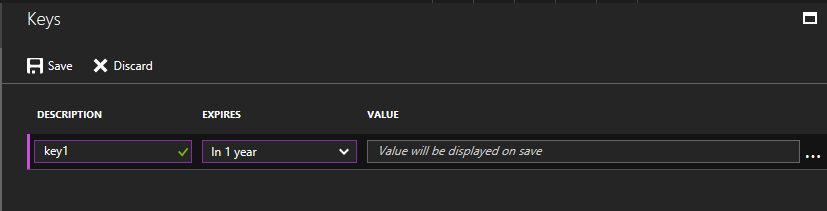 Keys
Save Discard
DESCRIPTION EXPIRES VALUE
key1 In 1 year Value will be displayed on save ...